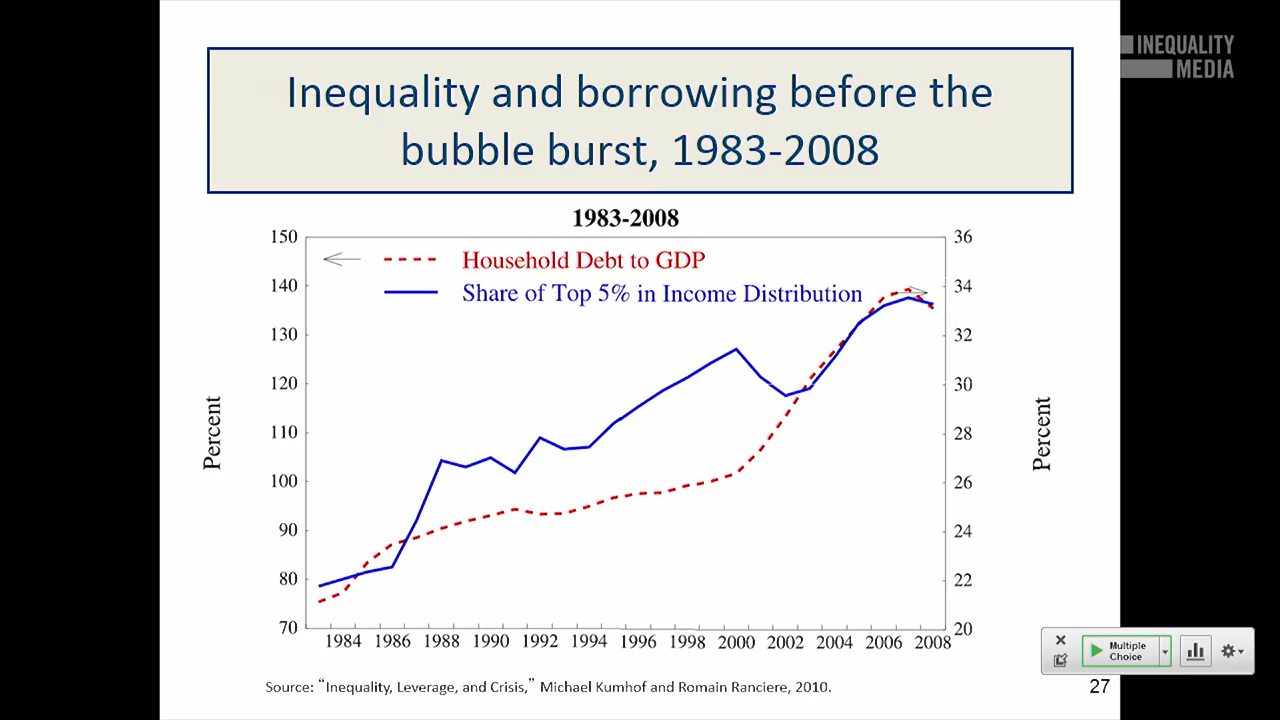 INEQUALITY
MEDIA
Inequality and borrowing before the
bubble burst, 1983-2008
1983-2008
150
140
130
120
110
100
90
80
70
36
34
32
30
28
26
24
22
20
Household Debt to GDP
Share of Top 5% in Income Distribution
Percent
Percent
1984 1986 1988 1990 1992 1994 1996 1998 2000 2002 2004 2006 2008
Multiple
Choice
Source: “Inequality, Leverage, and Crisis,” Michael Kumhof and Romain Ranciere, 2010.
27